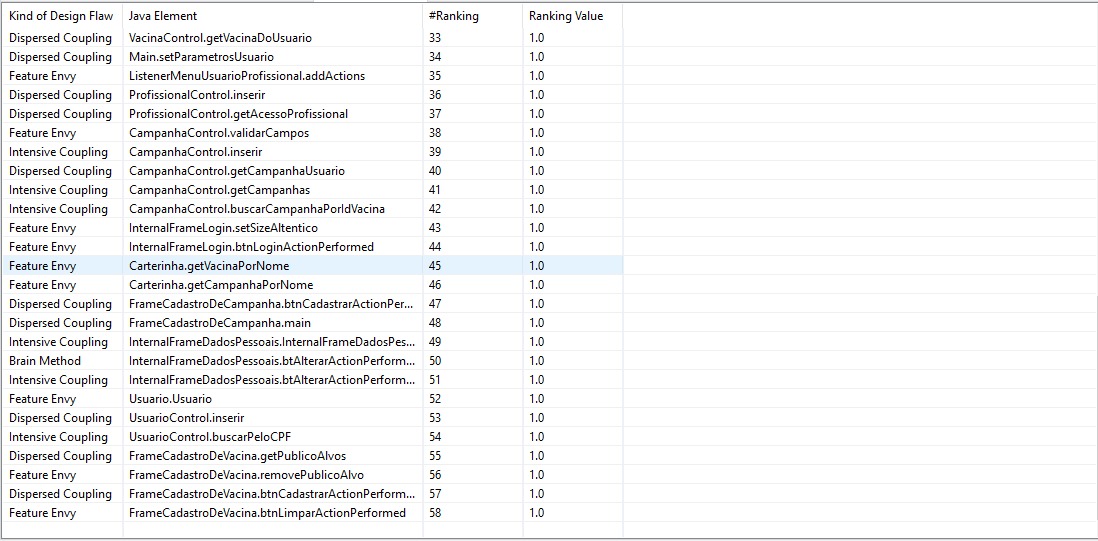 Kind of Design Flaw Java Element #Ranking Ranking Value
Dispersed Coupling VacinaControl.getVacinaDoUsuario 33 1.0
Dispersed Coupling Main.setParametrosUsuario 34 1.0
Feature Envy ListenerMenuUsuarioProfissional.addActions 35 1.0
Dispersed Coupling ProfissionalControl.inserir 36 1.0
Dispersed Coupling ProfissionalControl.getAcessoProfissional 37 1.0
Feature Envy CampanhaControl.validarCampos 38 1.0
Intensive Coupling CampanhaControl.inserir 39 1.0
Dispersed Coupling CampanhaControl.getCampanhaUsuario 40 1.0
Intensive Coupling CampanhaControl.getCampanhas 41 1.0
Intensive Coupling CampanhaControl.buscarCampanhaPorIdVacina 42 1.0
Feature Envy InternalFrameLogin.setSizeAltentico 43 1.0
Feature Envy InternalFrameLogin.btnLoginActionPerformed 44 1.0
Feature Envy Carterinha.getVacinaPorNome 45 1.0
Feature Envy Carterinha.getCampanhaPorNome 46 1.0
Dispersed Coupling FrameCadastroDeCampanha.btnCadastrarActionPer... 47 1.0
Dispersed Coupling FrameCadastroDeCampanha.main 48 1.0
Intensive Coupling InternalFrameDadosPessoais.InternalFrameDadosPes... 49 1.0
Brain Method InternalFrameDadosPessoais.btAlterarActionPerform... 50 1.0
Intensive Coupling InternalFrameDadosPessoais.btAlterarActionPerform... 51 1.0
Feature Envy Usuario.Usuario 52 1.0
Dispersed Coupling UsuarioControl.inserir 53 1.0
Intensive Coupling UsuarioControl.buscarPeloCPF 54 1.0
Dispersed Coupling FrameCadastroDeVacina.getPublicoAlvos 55 1.0
Feature Envy FrameCadastroDeVacina.removePublicoAlvo 56 1.0
Dispersed Coupling FrameCadastroDeVacina.btnCadastrarActionPerform... 57 1.0
Feature Envy FrameCadastroDeVacina.btnLimparActionPerformed 58 1.0